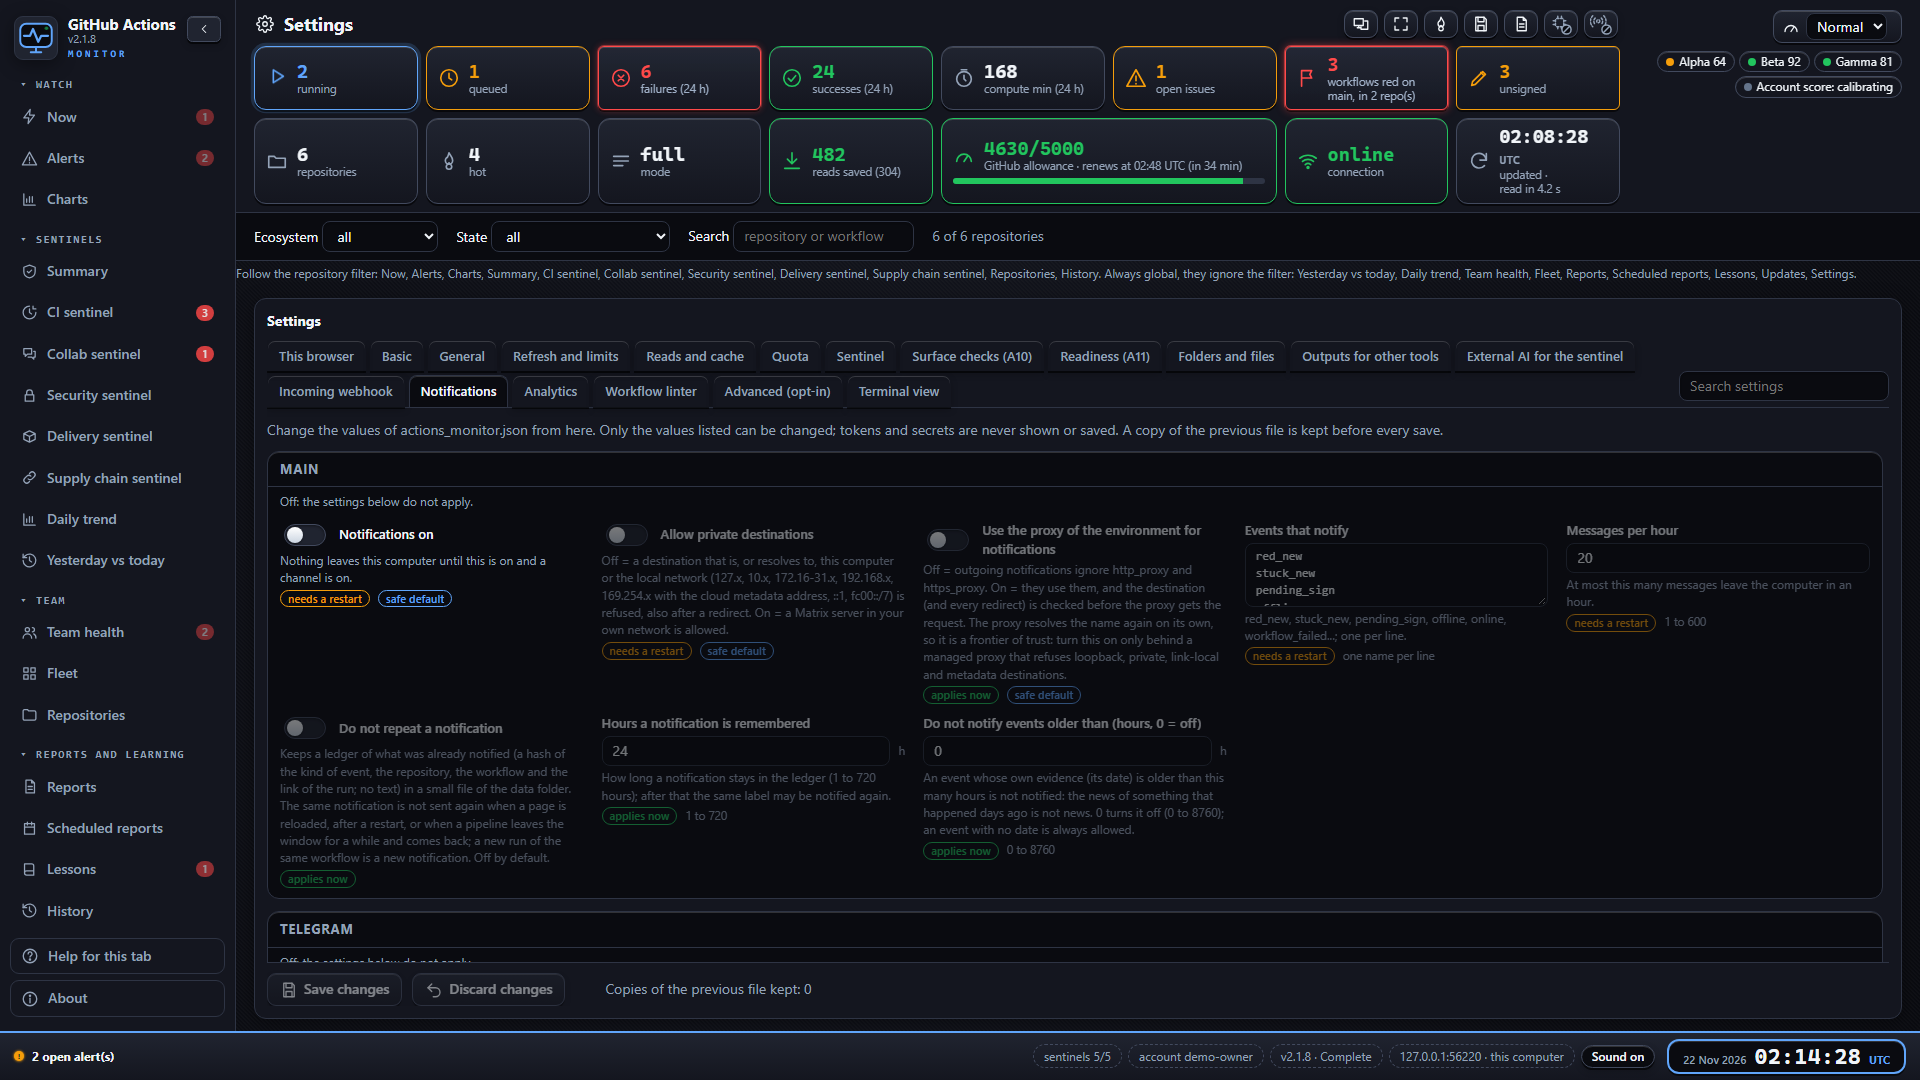 GitHub Actions
v2.1.8
MONITOR
WATCH
Now 1
Alerts 2
Charts
SENTINELS
Summary
CI sentinel 3
Collab sentinel 1
Security sentinel
Delivery sentinel
Supply chain sentinel
Daily trend
Yesterday vs today
TEAM
Team health 2
Fleet
Repositories
REPORTS AND LEARNING
Reports
Scheduled reports
Lessons 1
History
Help for this tab
About
Settings
Normal
2
running
1
queued
6
failures (24 h)
24
successes (24 h)
168
compute min (24 h)
1
open issues
3
workflows red on
main, in 2 repo(s)
3
unsigned
Alpha 64
Beta 92
Gamma 81
Account score: calibrating
6
repositories
4
hot
full
mode
482
reads saved (304)
4630/5000
GitHub allowance · renews at 02:48 UTC (in 34 min)
online
connection
02:08:28
UTC
updated ·
read in 4.2 s
Ecosystem all
State all
Search repository or workflow
6 of 6 repositories
Follow the repository filter: Now, Alerts, Charts, Summary, CI sentinel, Collab sentinel, Security sentinel, Delivery sentinel, Supply chain sentinel, Repositories, History. Always global, they ignore the filter: Yesterday vs today, Daily trend, Team health, Fleet, Reports, Scheduled reports, Lessons, Updates, Settings.
Settings
This browser
Basic
General
Refresh and limits
Reads and cache
Quota
Sentinel
Surface checks (A10)
Readiness (A11)
Folders and files
Outputs for other tools
External AI for the sentinel
Incoming webhook
Notifications
Analytics
Workflow linter
Advanced (opt-in)
Terminal view
Search settings
Change the values of actions_monitor.json from here. Only the values listed can be changed; tokens and secrets are never shown or saved. A copy of the previous file is kept before every save.
MAIN
Off: the settings below do not apply.
Notifications on
Nothing leaves this computer until this is on and a
channel is on.
needs a restart safe default
Allow private destinations
Off = a destination that is, or resolves to, this computer
or the local network (127.x, 10.x, 172.16-31.x, 192.168.x,
169.254.x with the cloud metadata address, ::1, fc00::/7) is
refused, also after a redirect. On = a Matrix server in your
own network is allowed.
needs a restart safe default
Use the proxy of the environment for
notifications
Off = outgoing notifications ignore http_proxy and
https_proxy. On = they use them, and the destination
(and every redirect) is checked before the proxy gets the
request. The proxy resolves the name again on its own,
so it is a frontier of trust: turn this on only behind a
managed proxy that refuses loopback, private, link-local
and metadata destinations.
applies now safe default
Events that notify
red_new
stuck_new
pending_sign
red_new, stuck_new, pending_sign, offline, online,
workflow_failed...; one per line.
needs a restart one name per line
Messages per hour
20
At most this many messages leave the computer in an
hour.
needs a restart 1 to 600
Do not repeat a notification
Keeps a ledger of what was already notified (a hash of
the kind of event, the repository, the workflow and the
link of the run; no text) in a small file of the data folder.
The same notification is not sent again when a page is
reloaded, after a restart, or when a pipeline leaves the
window for a while and comes back; a new run of the
same workflow is a new notification. Off by default.
applies now
Hours a notification is remembered
24 h
How long a notification stays in the ledger (1 to 720
hours); after that the same label may be notified again.
applies now 1 to 720
Do not notify events older than (hours, 0 = off)
0 h
An event whose own evidence (its date) is older than this
many hours is not notified: the news of something that
happened days ago is not news. 0 turns it off (0 to 8760);
an event with no date is always allowed.
applies now 0 to 8760
TELEGRAM
Off: the settings below do not apply.
Save changes
Discard changes
Copies of the previous file kept: 0
2 open alert(s)
sentinels 5/5
account demo-owner
v2.1.8 · Complete
127.0.0.1:56220 · this computer
Sound on
22 Nov 2026 02:14:28 UTC